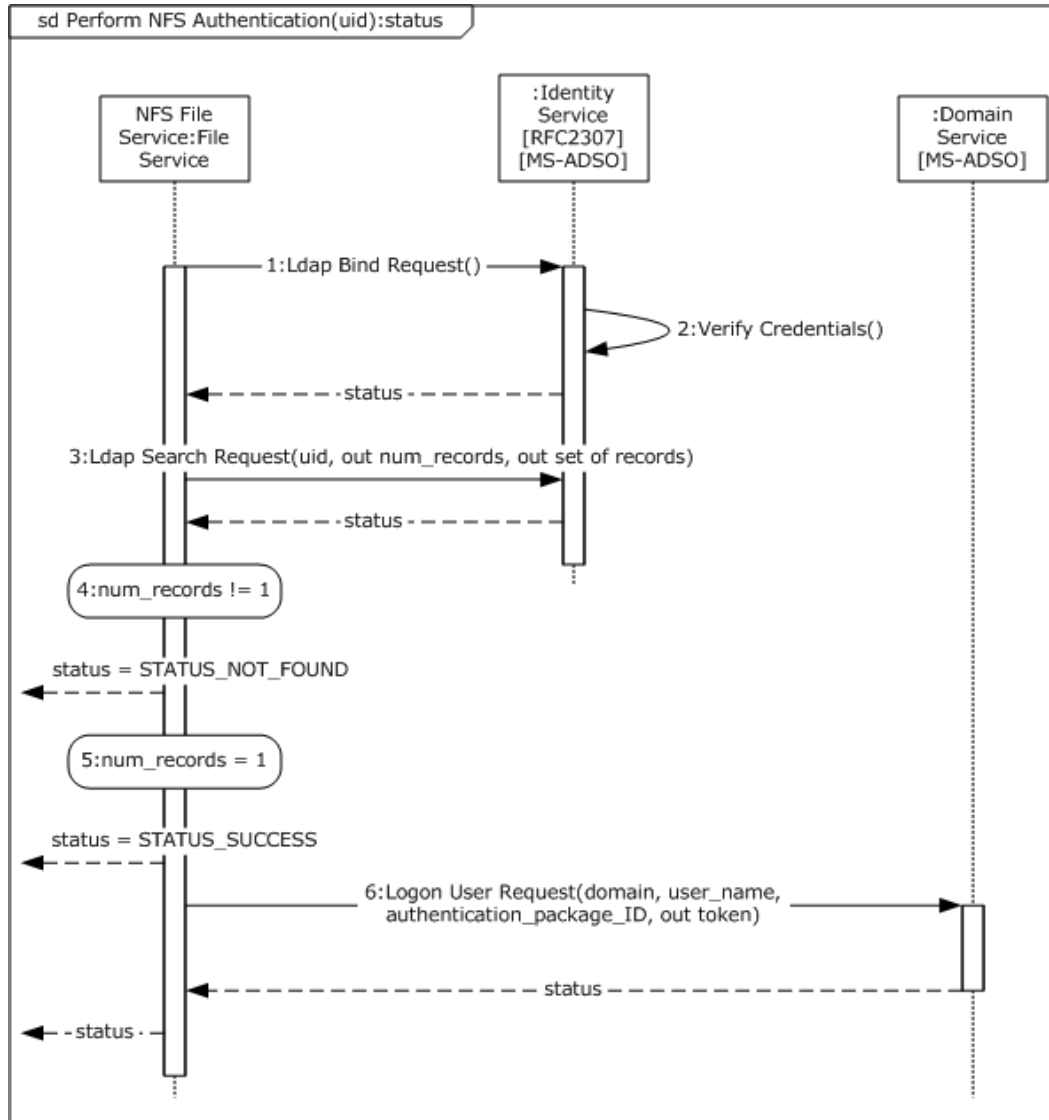 sd Perform NFS Authentication(uid):status
NFS File
Service:File
Service
:Identity
Service
[RFC2307]
[MS-ADSO]
:Domain
Service
[MS-ADSO]
1:Ldap Bind Request()
2:Verify Credentials()
status
3:Ldap Search Request(uid, out num_records, out set of records)
status
4:num_records != 1
status = STATUS_NOT_FOUND
5:num_records = 1
status = STATUS_SUCCESS
6:Logon User Request(domain, user_name,
authentication_package_ID, out token)
status
status